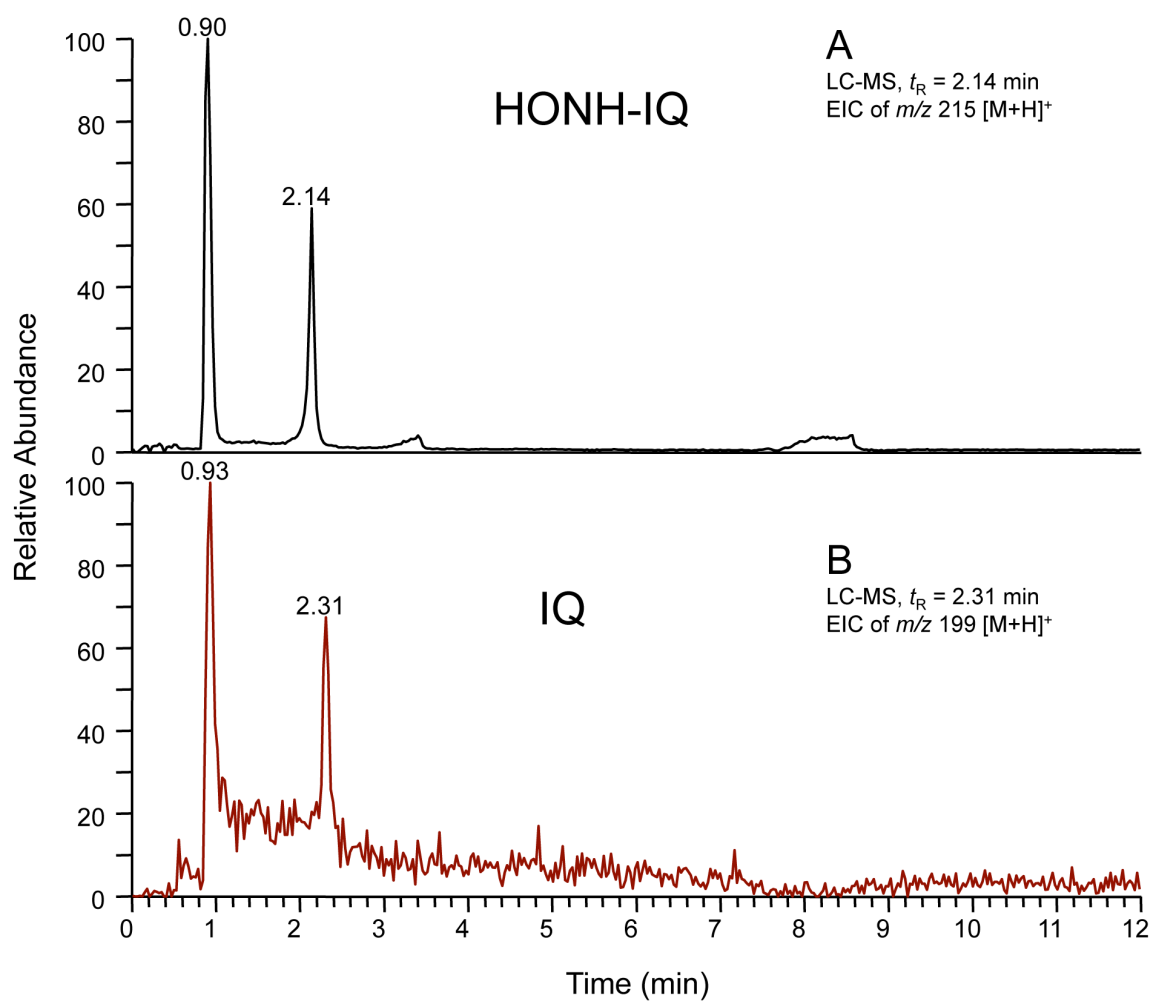 0.90
100
80
60
40
20
0
2.14
HONH-IQ
A
LC-MS, tR = 2.14 min
EIC of m/z 215 [M+H]+
Relative Abundance
0.93
100
80
60
40
20
0
2.31
IQ
B
LC-MS, tR = 2.31 min
EIC of m/z 199 [M+H]+
0 1 2 3 4 5 6 7 8 9 10 11 12
Time (min)